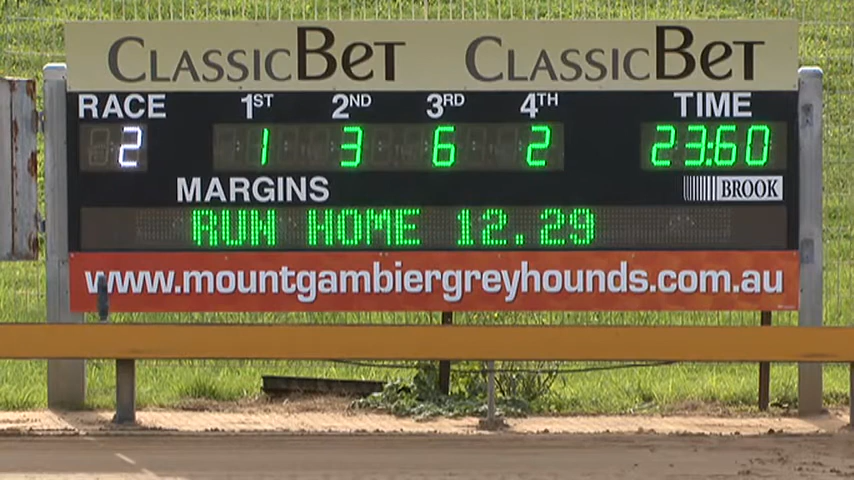 CLASSICBET CLASSICBET
RACE 1ST 2ND 3RD 4TH TIME
2 1 3 6 2 23:60
MARGINS
BROOK
RUN HOME 12.29
www.mountgambiergreyhounds.com.au